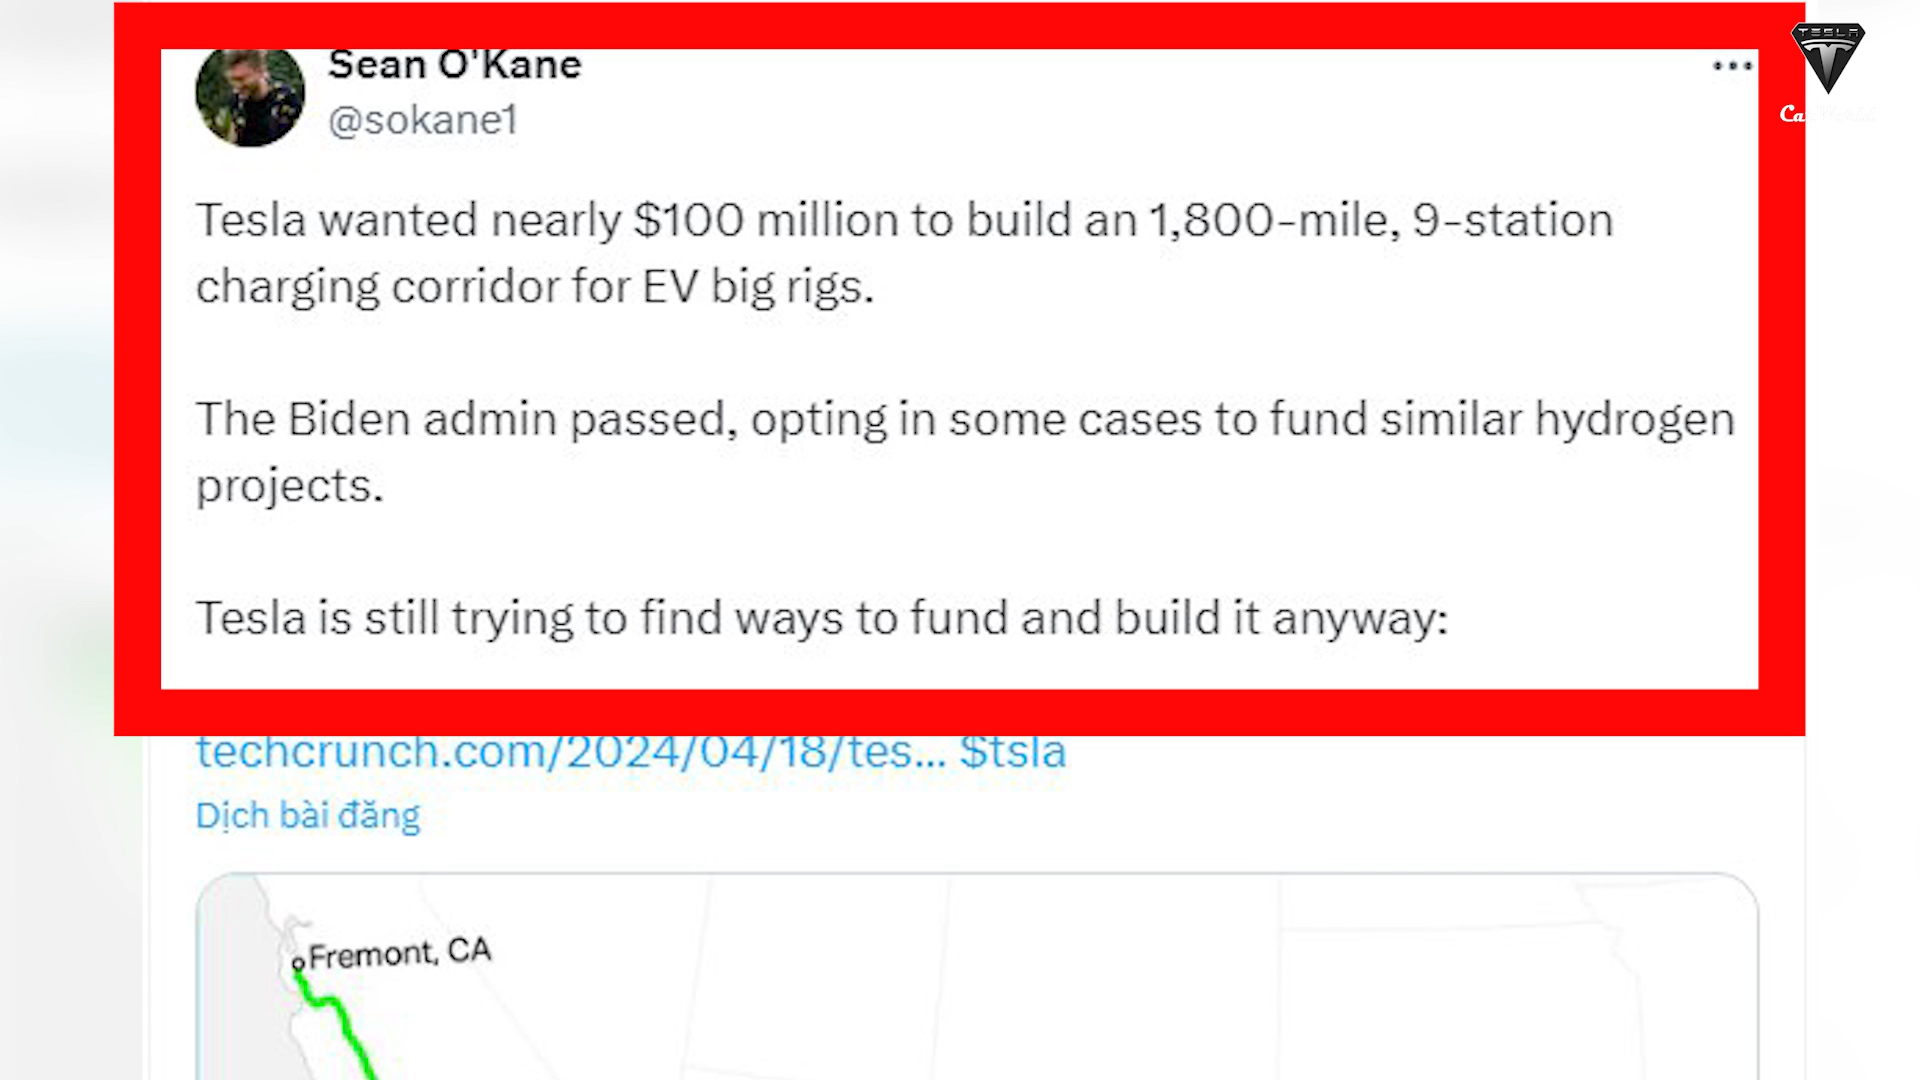 Sean O'Kane
@sokane1
TESLA
Ca
Tesla wanted nearly $100 million to build an 1,800-mile, 9-station
charging corridor for EV big rigs.
The Biden admin passed, opting in some cases to fund similar hydrogen
projects.
Tesla is still trying to find ways to fund and build it anyway:
techcrunch.com/2024/04/18/tes... $tsla
Dịch bài đăng
Fremont, CA